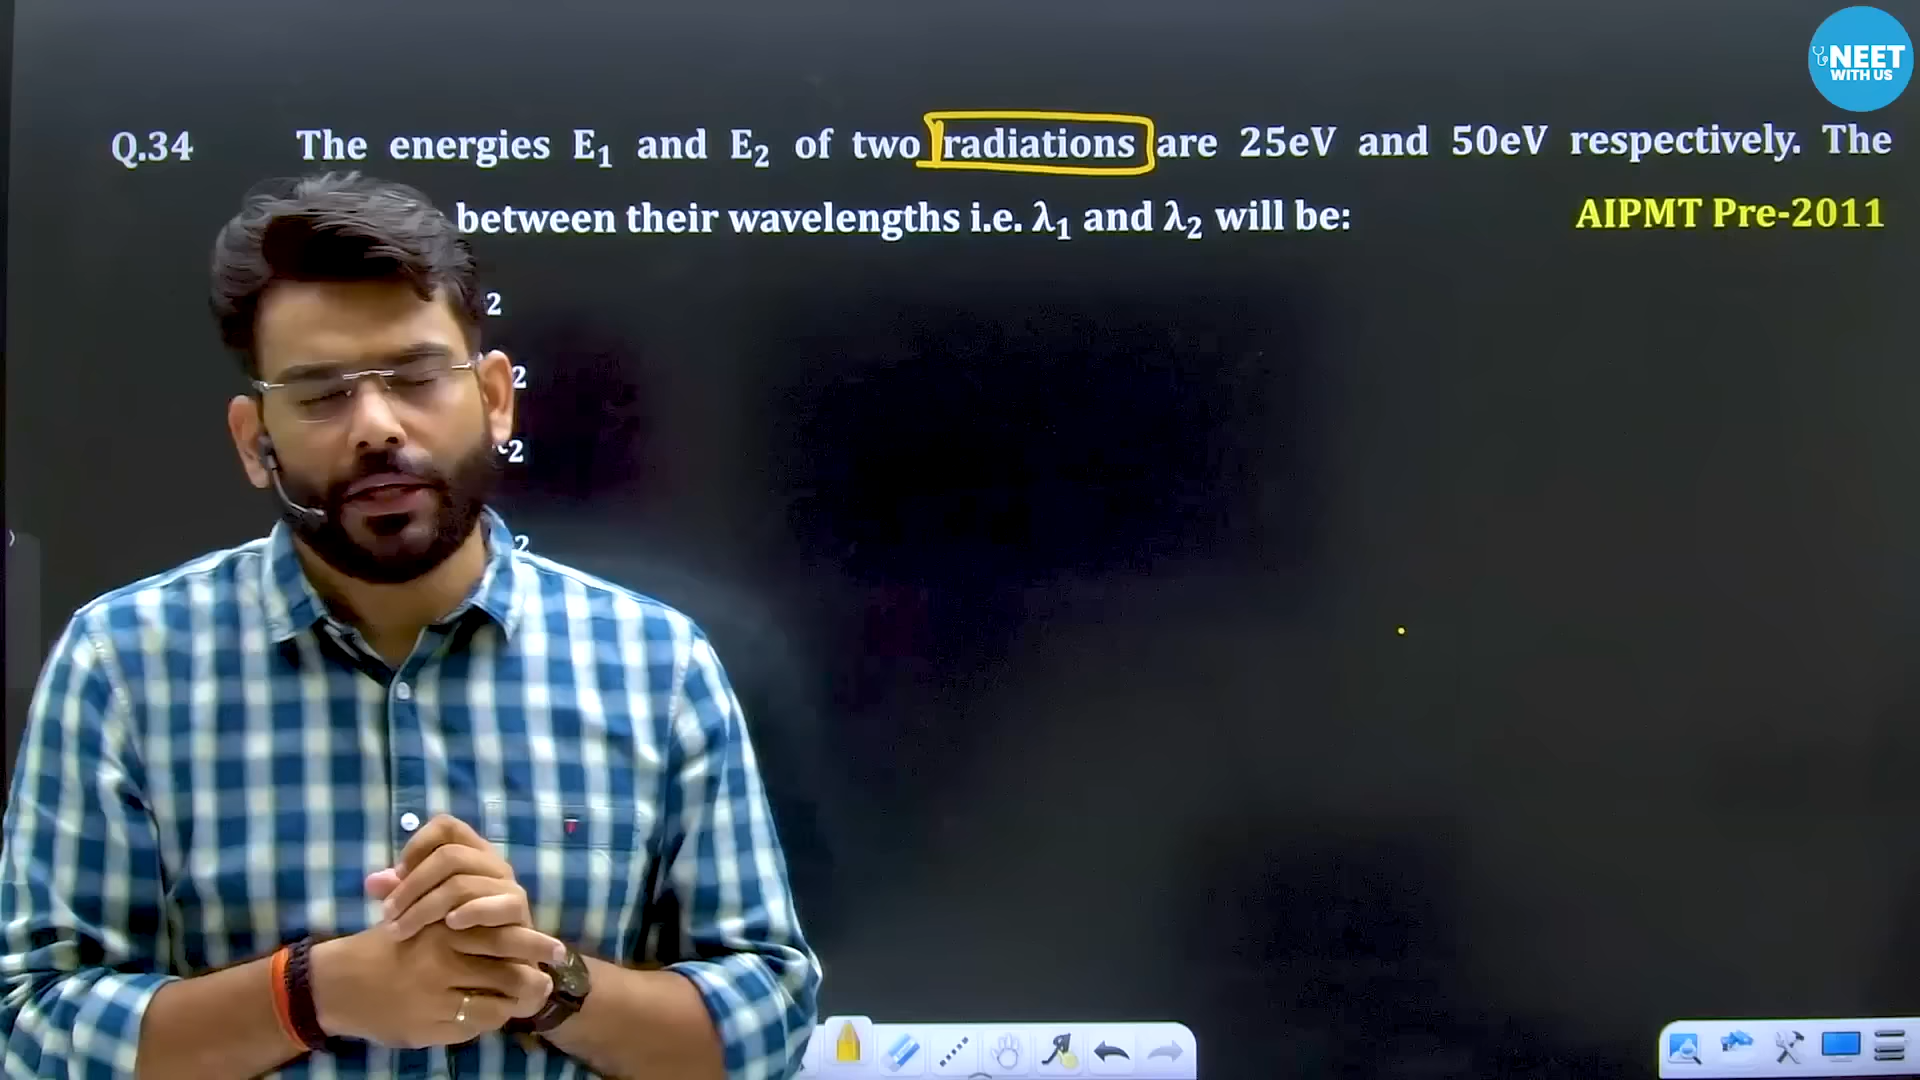 NEET
WITH US
Q.34 The energies E₁ and E₂ of two radiations are 25eV and 50eV respectively. The
between their wavelengths i.e. λ₁ and λ₂ will be:
AIPMT Pre-2011
2
2
2
2